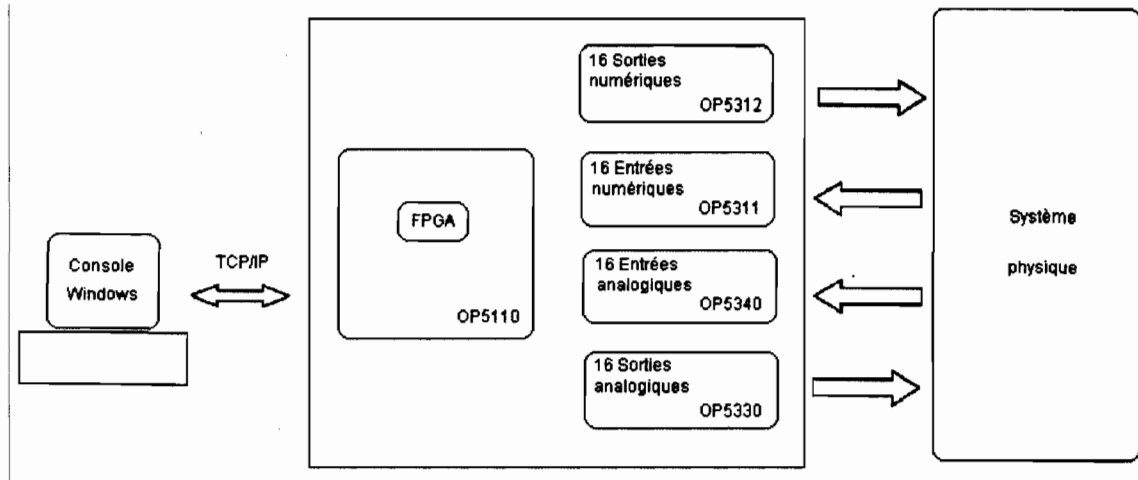 Console
Windows
TCP/IP
FPGA
OP5110
16 Sorties
numériques
OP5312
16 Entrées
numériques
OP5311
16 Entrées
analogiques
OP5340
16 Sorties
analogiques
OP5330
Système
physique